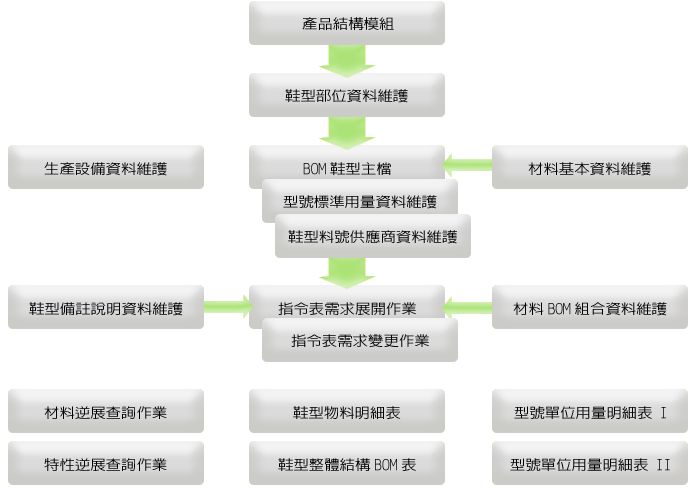 產品結構模組
鞋型部位資料維護
生產設備資料維護
BOM 鞋型主檔
材料基本資料維護
型號標準用量資料維護
鞋型料號供應商資料維護
鞋型備註說明資料維護
指令表需求展開作業
材料 BOM 組合資料維護
指令表需求變更作業
材料逆展查詢作業
鞋型物料明細表
型號單位用量明細表 I
特性逆展查詢作業
鞋型整體結構 BOM 表
型號單位用量明細表 II